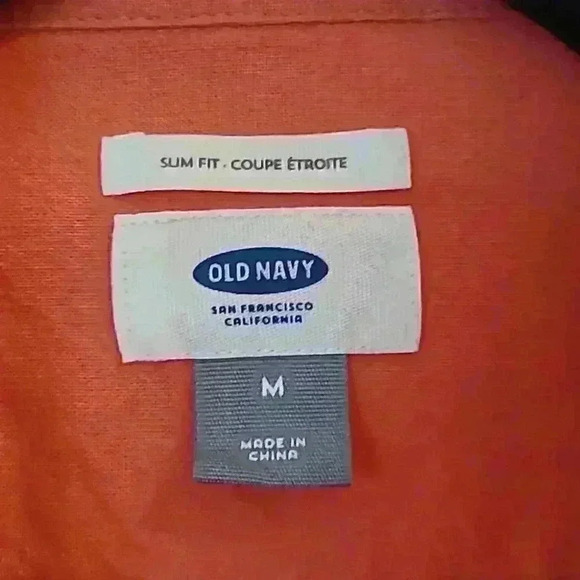 SLIM FIT · COUPE ÉTROITE
OLD NAVY
SAN FRANCISCO
CALIFORNIA
M
MADE IN
CHINA